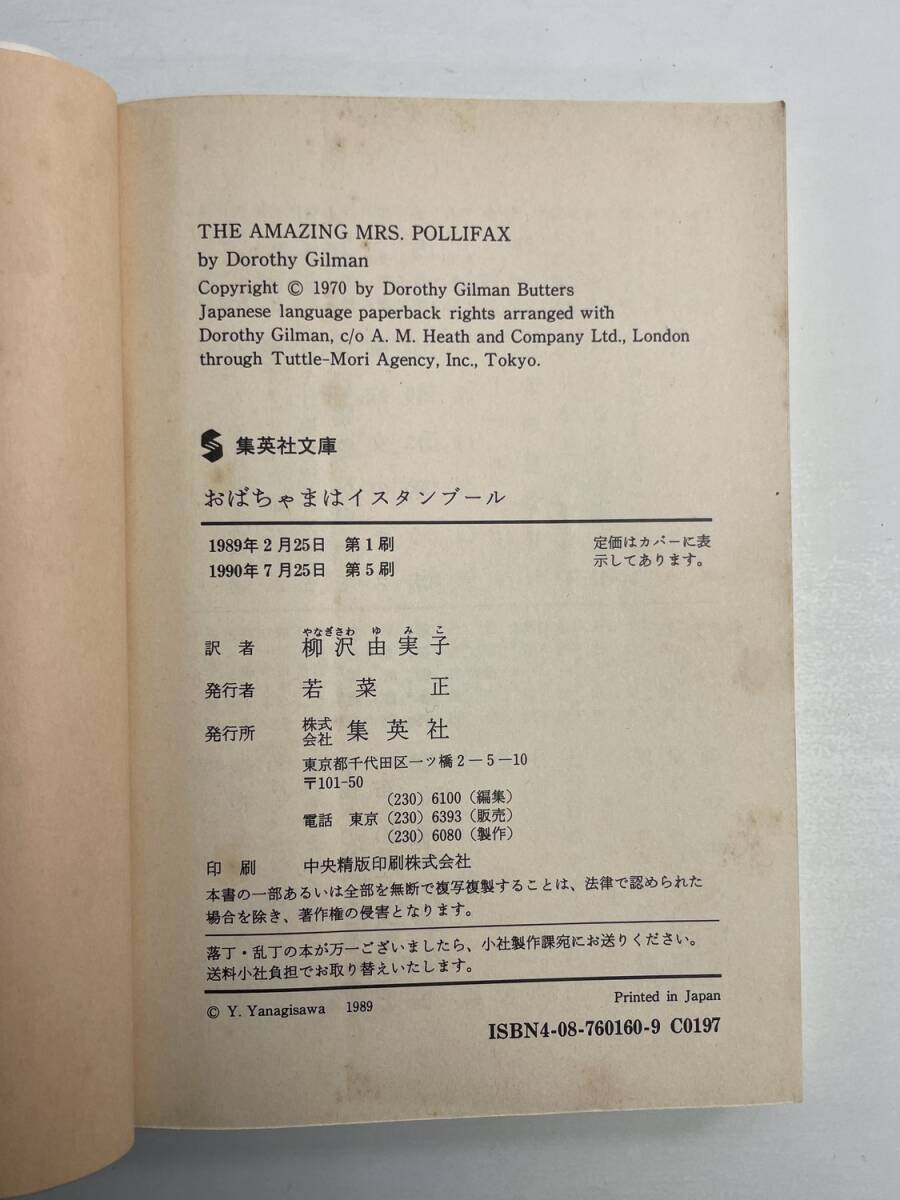 THE AMAZING MRS. POLLIFAX
by Dorothy Gilman
Copyright © 1970 by Dorothy Gilman Butters
Japanese language paperback rights arranged with
Dorothy Gilman, c/o A. M. Heath and Company Ltd., London
through Tuttle-Mori Agency, Inc., Tokyo.
集英社文庫
おばちゃまはイスタンブール
1989年2月25日 第1刷
1990年7月25日 第5刷
定価はカバーに表
示してあります。
やなぎさわ ゆ み こ
訳者 柳沢由実子
発行者 若菜 正
発行所 株式会社 集英社
東京都千代田区一ツ橋2-5-10
〒101-50
(230) 6100 (編集)
電話 東京 (230) 6393 (販売)
(230) 6080 (製作)
印刷 中央精版印刷株式会社
本書の一部あるいは全部を無断で複写複製することは、法律で認められた
場合を除き、著作権の侵害となります。
落丁・乱丁の本が万一ございましたら、小社製作課宛にお送りください。
送料小社負担でお取り替えいたします。
© Y. Yanagisawa 1989
Printed in Japan
ISBN4-08-760160-9 C0197